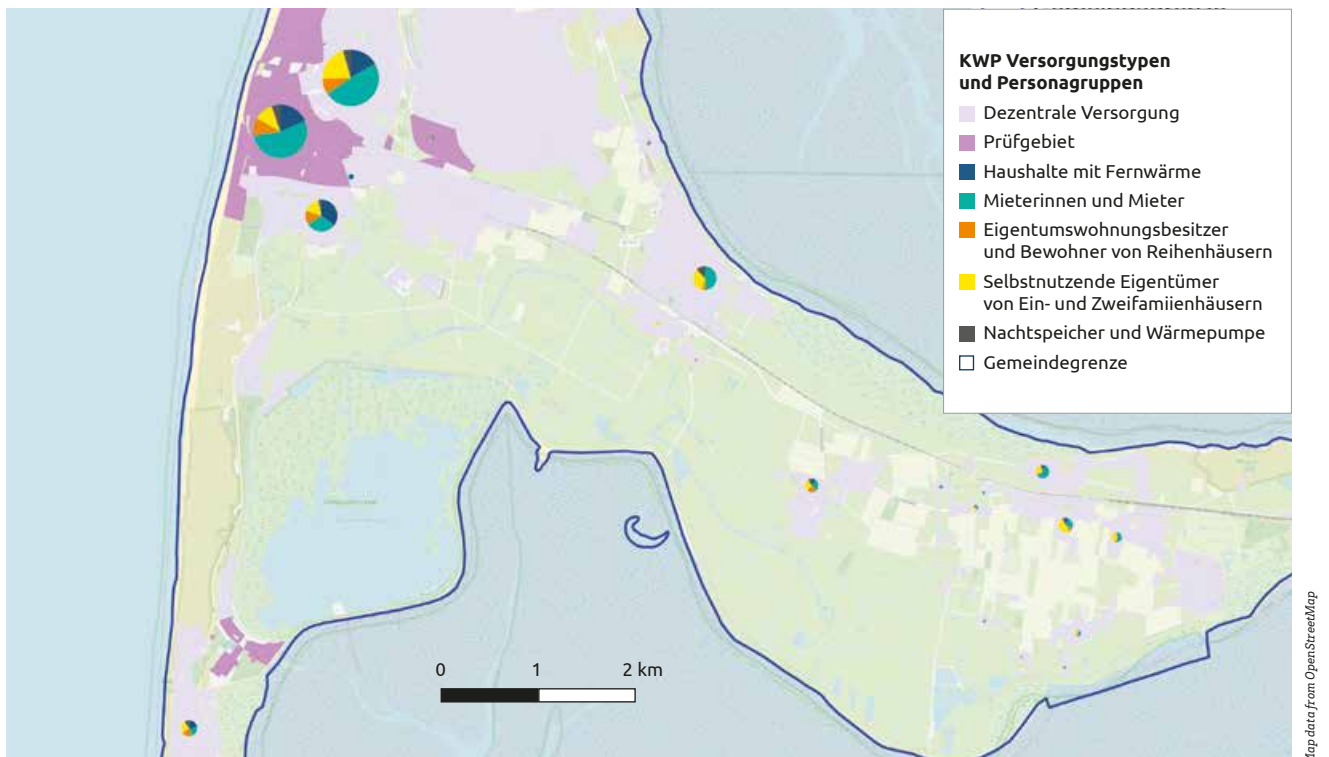 KWP Versorgungstypen
und Personagruppen
Dezentrale Versorgung
Prüfgebiet
Haushalte mit Fernwärme
Mieterinnen und Mieter
Eigentumswohnungsbesitzer
und Bewohner von Reihenhäusern
Selbstnutzende Eigentümer
von Ein- und Zweifamiienhäusern
Nachtspeicher und Wärmepumpe
Gemeindegrenze
0 1 2 km
Map data from OpenStreetMap